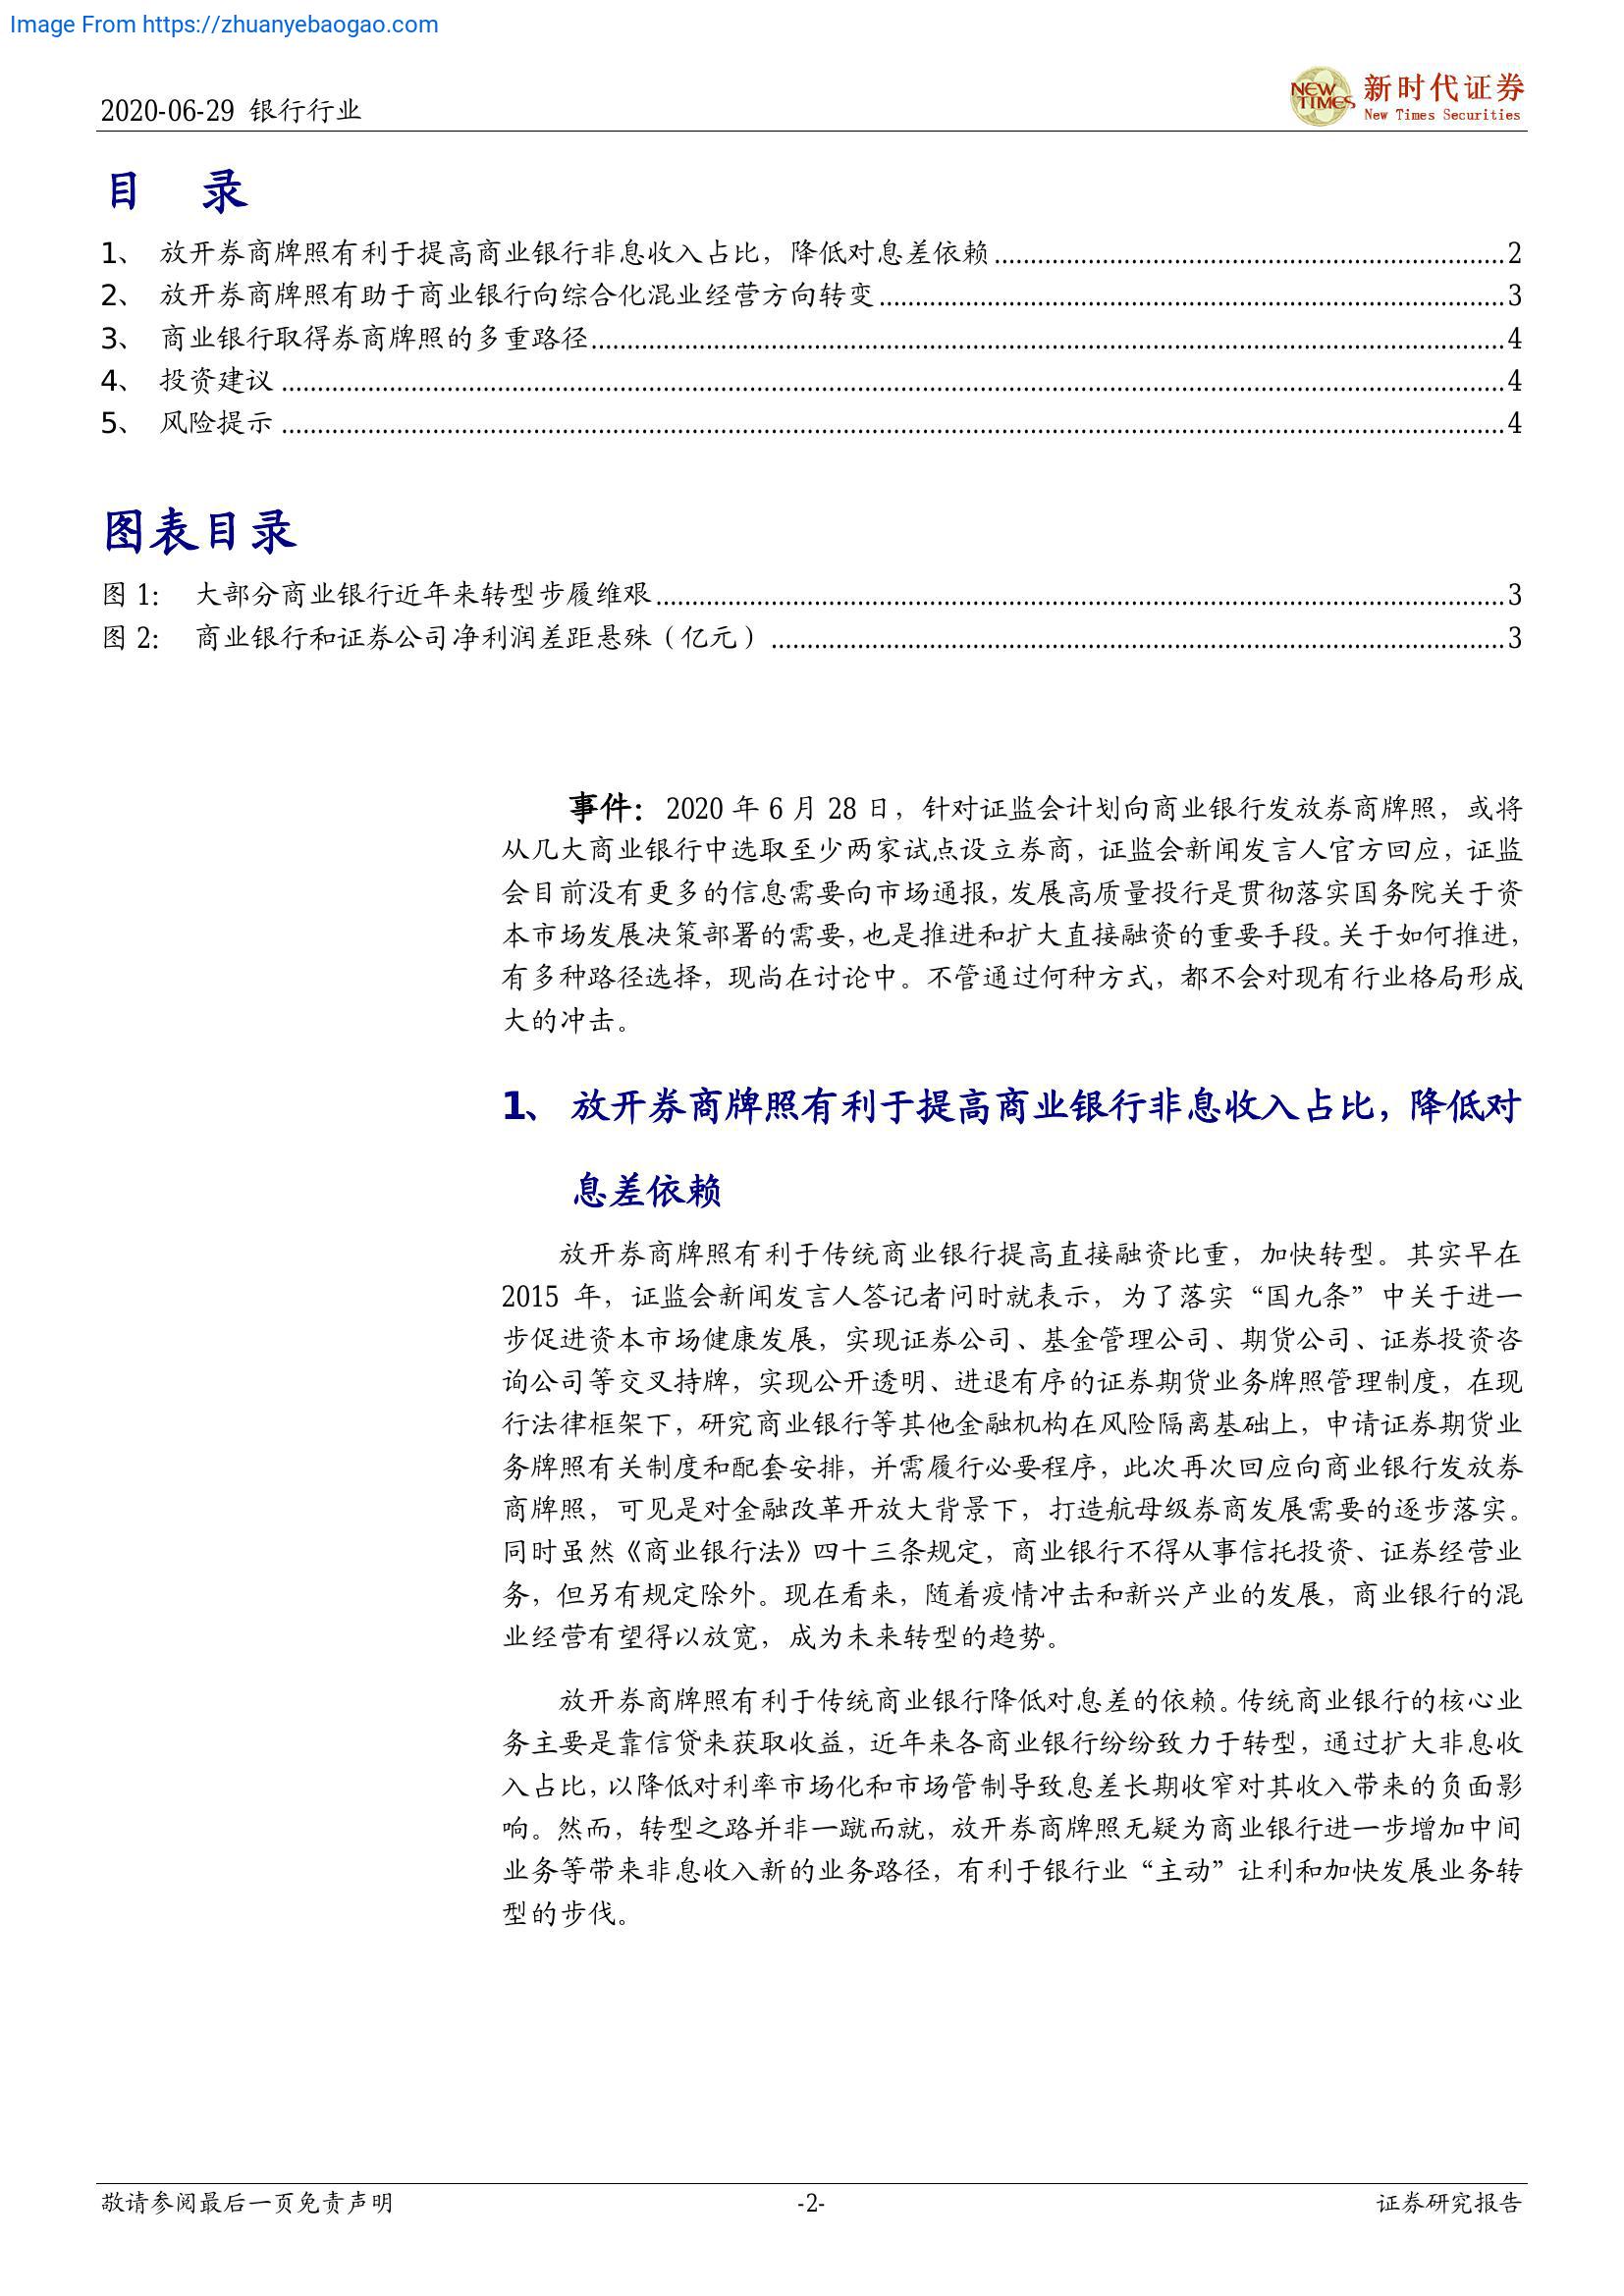 Image From https://zhuanyebaogao.com
2020-06-29 银行行业
NEW TIMES
新时代证券
New Times Securities
目 录
1、 放开券商牌照有利于提高商业银行非息收入占比，降低对息差依赖 2
2、 放开券商牌照有助于商业银行向综合化混业经营方向转变 3
3、 商业银行取得券商牌照的多重路径 4
4、 投资建议 4
5、 风险提示 4
图表目录
图 1： 大部分商业银行近年来转型步履维艰 3
图 2： 商业银行和证券公司净利润差距悬殊（亿元） 3
事件：2020 年 6 月 28 日，针对证监会计划向商业银行发放券商牌照，或将
从几大商业银行中选取至少两家试点设立券商，证监会新闻发言人官方回应，证监
会目前没有更多的信息需要向市场通报，发展高质量投行是贯彻落实国务院关于资
本市场发展决策部署的需要，也是推进和扩大直接融资的重要手段。关于如何推进，
有多种路径选择，现尚在讨论中。不管通过何种方式，都不会对现有行业格局形成
大的冲击。
1、 放开券商牌照有利于提高商业银行非息收入占比，降低对
息差依赖
放开券商牌照有利于传统商业银行提高直接融资比重，加快转型。其实早在
2015 年，证监会新闻发言人答记者问时就表示，为了落实“国九条”中关于进一
步促进资本市场健康发展，实现证券公司、基金管理公司、期货公司、证券投资咨
询公司等交叉持牌，实现公开透明、进退有序的证券期货业务牌照管理制度，在现
行法律框架下，研究商业银行等其他金融机构在风险隔离基础上，申请证券期货业
务牌照有关制度和配套安排，并需履行必要程序，此次再次回应向商业银行发放券
商牌照，可见是对金融改革开放大背景下，打造航母级券商发展需要的逐步落实。
同时虽然《商业银行法》四十三条规定，商业银行不得从事信托投资、证券经营业
务，但另有规定除外。现在看来，随着疫情冲击和新兴产业的发展，商业银行的混
业经营有望得以放宽，成为未来转型的趋势。
放开券商牌照有利于传统商业银行降低对息差的依赖。传统商业银行的核心业
务主要是靠信贷来获取收益，近年来各商业银行纷纷致力于转型，通过扩大非息收
入占比，以降低对利率市场化和市场管制导致息差长期收窄对其收入带来的负面影
响。然而，转型之路并非一蹴而就，放开券商牌照无疑为商业银行进一步增加中间
业务等带来非息收入新的业务路径，有利于银行业“主动”让利和加快发展业务转
型的步伐。
敬请参阅最后一页免责声明
-2-
证券研究报告